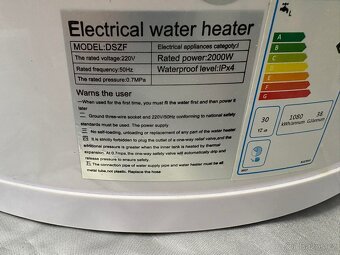 Electrical water heater
MODEL:DSZF
Electrical appliances category:I
The rated voltage:220V
Rated power:2000W
Rated frequency:50Hz
Waterproof level:IPx4
The rated pressure:0.7MPa
Warns the user
When used for the first time, you must fill the water first and then power
Ground three-wire socket and 220V/50Hz conforming to national safety
standards must be used. The power supply.
No self-loading, unloading or replacement of any part of the water heater
It is strictly forbidden to clamp the outlet of a one-way relief valve, and the
additional pressure is greater when the inner tank is heated by thermal
expansion. At 0.7mpa, the one-way safety valve will automatically drip and
release pressure to ensure safety.
The connection pipe of water supply pipe and water heater must be all
metal tube,not plastic. Replace the hose
30
1080
38
kWh/annum
GJ/annum